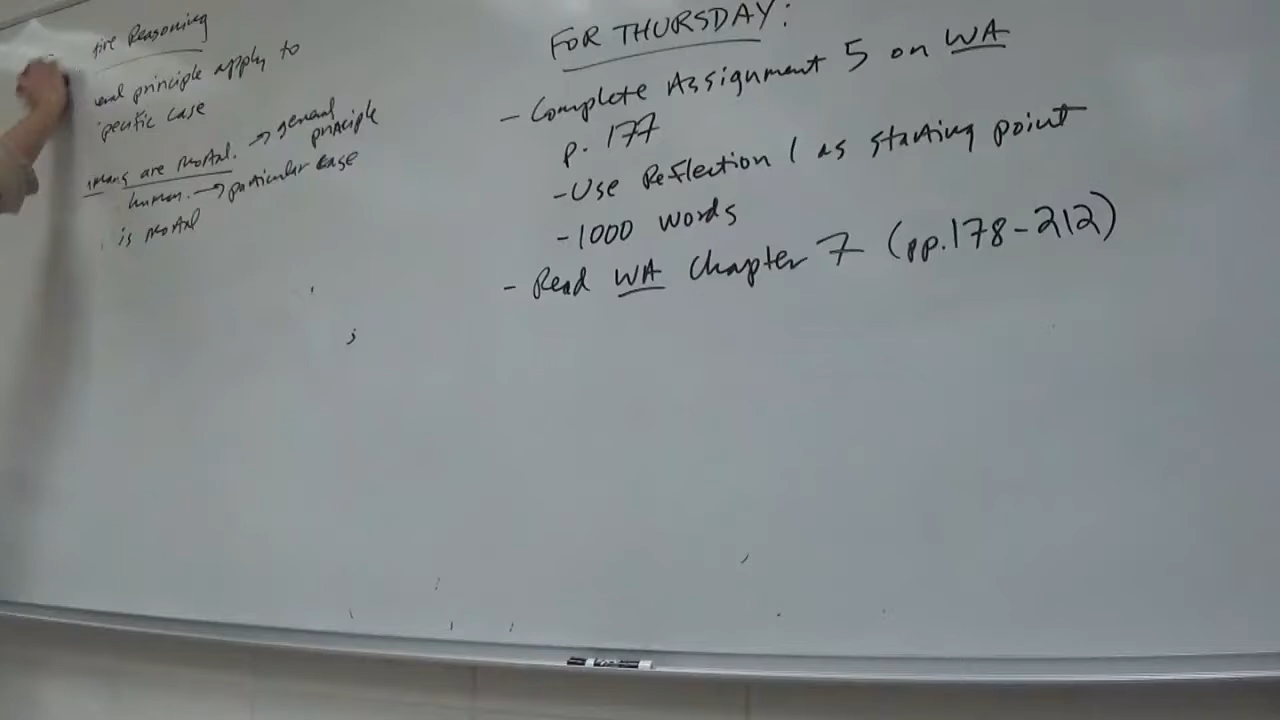 tive Reasoning
eral principle apply to
pecific case
umans are mortal. → general principle
human. → particular case
is mortal
FOR THURSDAY:
- Complete Assignment 5 on WA
p. 177
- Use Reflection 1 as starting point
- 1000 words
- Read WA Chapter 7 (pp.178-212)